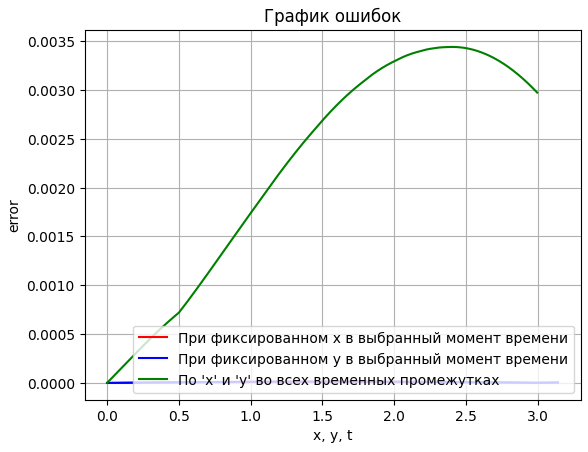 График ошибок
0.0035
0.0030
0.0025
0.0020
0.0015
0.0010
0.0005
0.0000
error
При фиксированном x в выбранный момент времени
При фиксированном y в выбранный момент времени
По 'x' и 'y' во всех временных промежутках
0.0 0.5 1.0 1.5 2.0 2.5 3.0
x, y, t